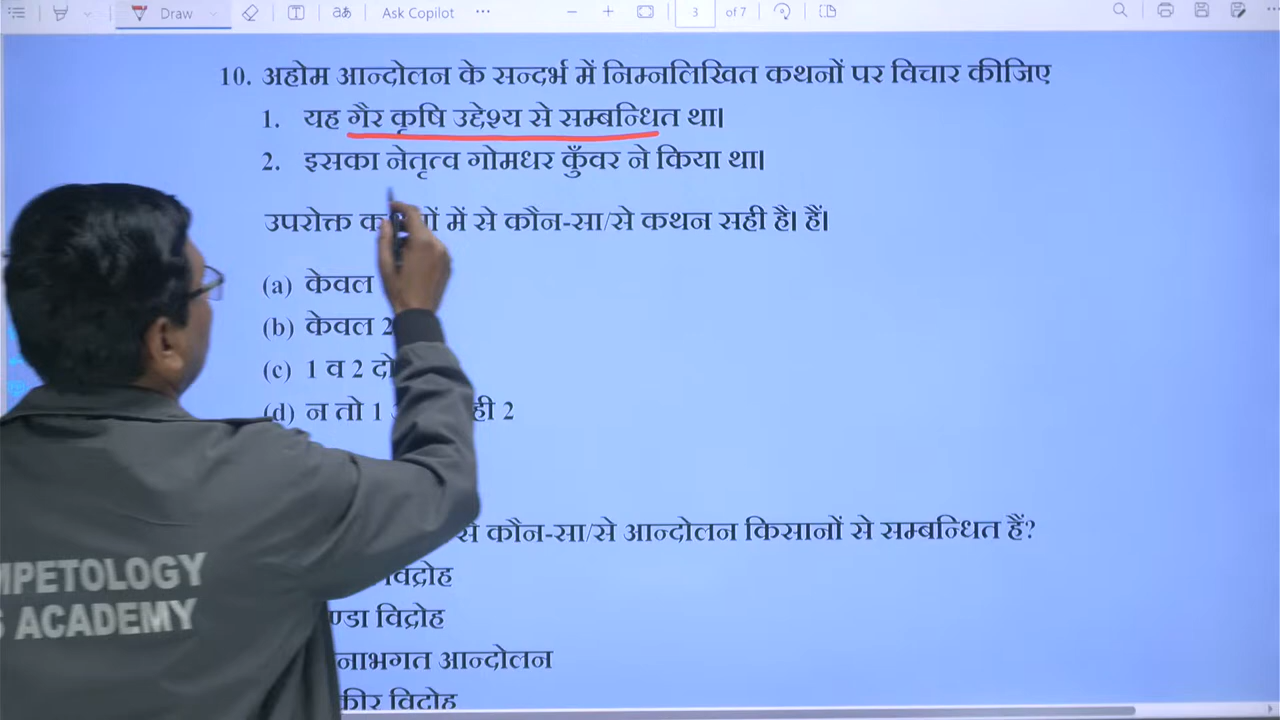 Draw
Ask Copilot
3 of 7
10. अहोम आन्दोलन के सन्दर्भ में निम्नलिखित कथनों पर विचार कीजिए
1. यह गैर कृषि उद्देश्य से सम्बन्धित था।
2. इसका नेतृत्व गोमधर कुँवर ने किया था।
उपरोक्त में से कौन-सा/से कथन सही है। हैं।
(a) केवल
(b) केवल 2
(c) 1 व 2
(d) न तो 1 ही 2
से कौन-सा/से आन्दोलन किसानों से सम्बन्धित हैं?
विद्रोह
विद्रोह
आन्दोलन
विद्रोह
MPETOLOGY
S ACADEMY